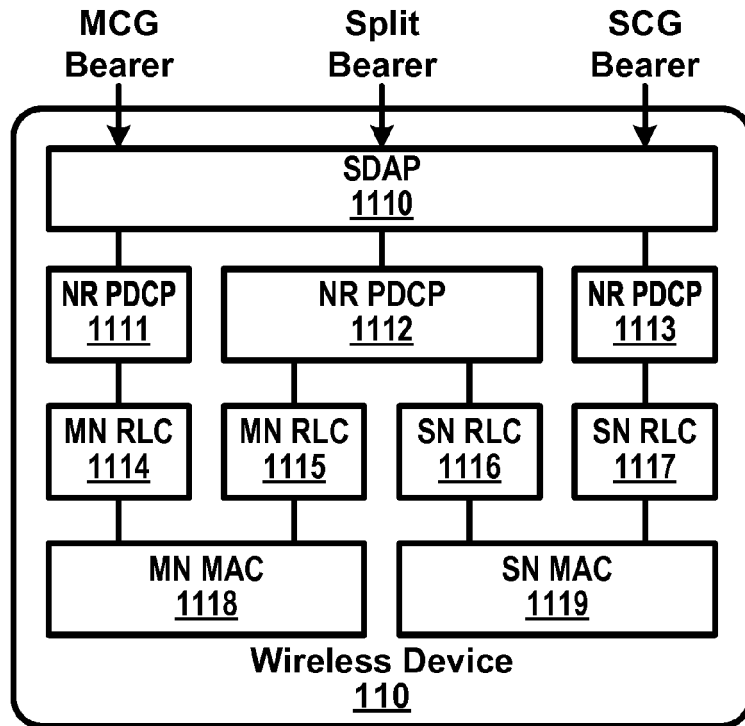 MCG Bearer
Split Bearer
SCG Bearer
SDAP
1110
NR PDCP
1111
NR PDCP
1112
NR PDCP
1113
MN RLC
1114
MN RLC
1115
SN RLC
1116
SN RLC
1117
MN MAC
1118
SN MAC
1119
Wireless Device
110